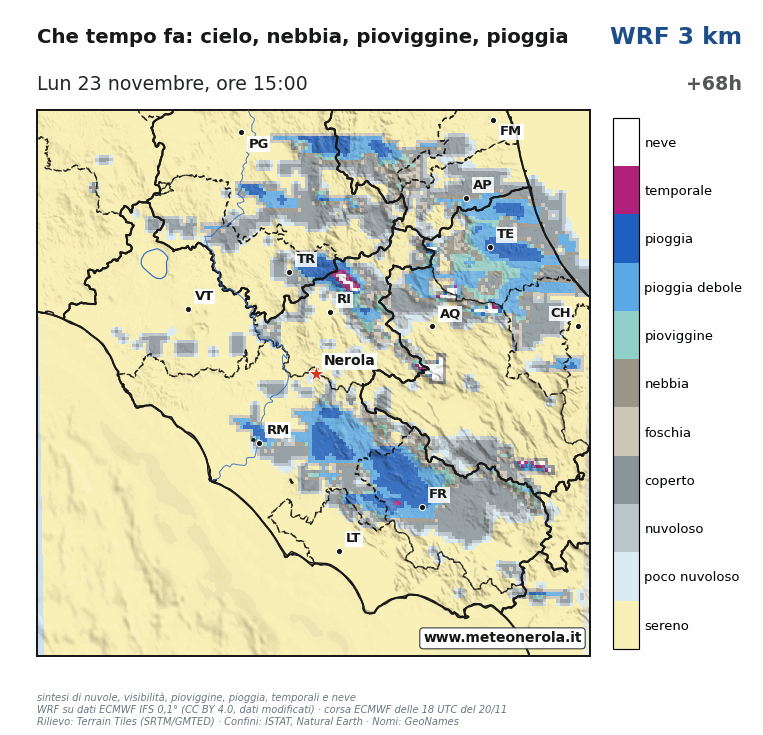 Che tempo fa: cielo, nebbia, pioviggine, pioggia
WRF 3 km
Lun 23 novembre, ore 15:00
+68h
FM
PG
AP
TE
TR
RI
VT
AQ
CH
Nerola
RM
FR
LT
www.meteonerola.it
neve
temporale
pioggia
pioggia debole
pioviggine
nebbia
foschia
coperto
nuvoloso
poco nuvoloso
sereno
sintesi di nuvole, visibilità, pioviggine, pioggia, temporali e neve
WRF su dati ECMWF IFS 0,1° (CC BY 4.0, dati modificati) · corsa ECMWF delle 18 UTC del 20/11
Rilievo: Terrain Tiles (SRTM/GMTED) · Confini: ISTAT, Natural Earth · Nomi: GeoNames